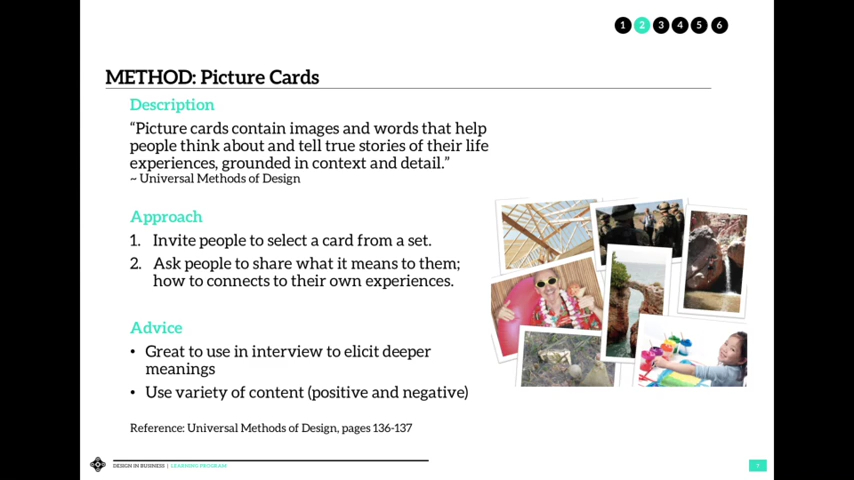 1 2 3 4 5 6
METHOD: Picture Cards
Description
“Picture cards contain images and words that help
people think about and tell true stories of their life
experiences, grounded in context and detail.”
~ Universal Methods of Design
Approach
1. Invite people to select a card from a set.
2. Ask people to share what it means to them;
how to connects to their own experiences.
Advice
• Great to use in interview to elicit deeper
meanings
• Use variety of content (positive and negative)
Reference: Universal Methods of Design, pages 136-137
DESIGN IN BUSINESS | LEARNING PROGRAM